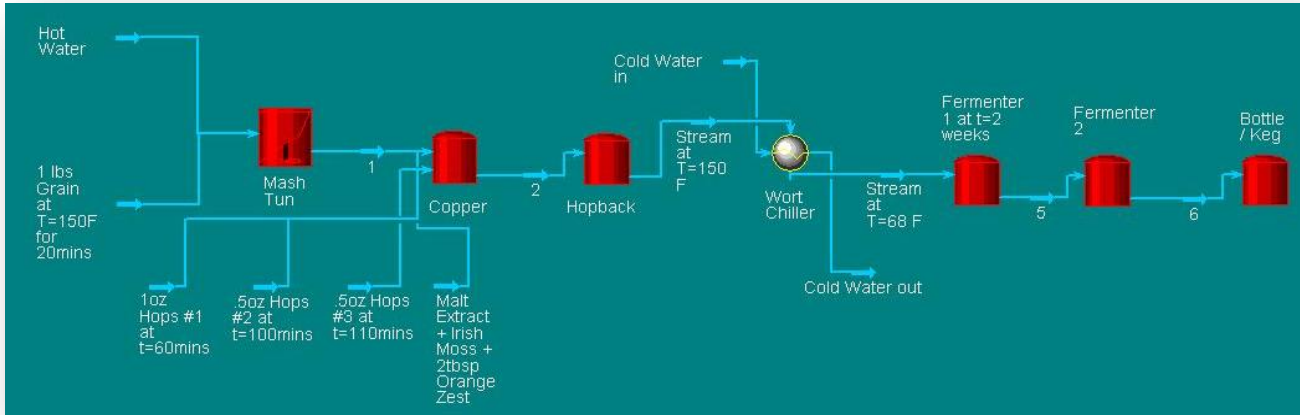 Hot
Water
1 lbs
Grain
at
T=150F
for
20mins
Mash
Tun
1
1oz
Hops #1
at
t=60mins
.5oz Hops
#2 at
t=100mins
.5oz Hops
#3 at
t=110mins
Malt
Extract
+ Irish
Moss +
2tbsp
Orange
Zest
Copper
2
Hopback
Cold Water
in
Stream
at
T=150
F
Wort
Chiller
Cold Water out
Stream
at
T=68 F
Fermenter
1 at t=2
weeks
5
Fermenter
2
6
Bottle
/ Keg